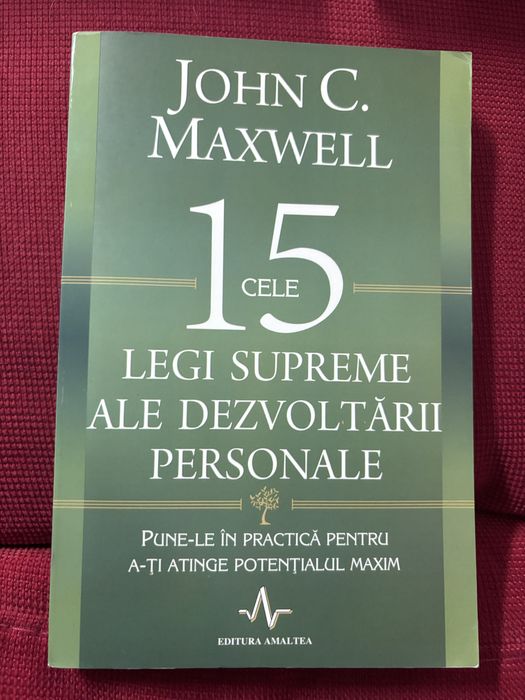 JOHN C.
MAXWELL
CELE 15
LEGI SUPREME
ALE DEZVOLTĂRII
PERSONALE
PUNE-LE ÎN PRACTICĂ PENTRU
A-ȚI ATINGE POTENȚIALUL MAXIM
EDITURA AMALTEA